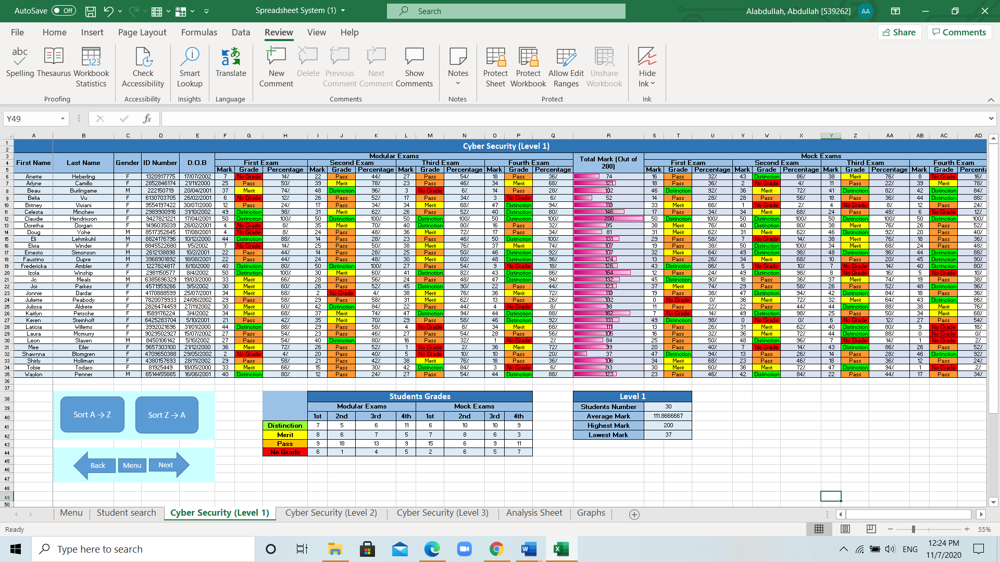 AutoSave Off Spreadsheet System (1) Search Alabdullah, Abdullah [539262] AA
File Home Insert Page Layout Formulas Data Review View Help Share Comments
Spelling Thesaurus Workbook Statistics Check Accessibility Smart Lookup Translate New Comment Delete Previous Comment Next Comment Show Comments Notes Protect Sheet Protect Workbook Allow Edit Ranges Unshare Workbook Hide Ink
Proofing Accessibility Insights Language Comments Notes Protect Ink
Y49 fx
A B C D E F G H I J K L M N O P Q R S T U V W X Y Z AA AB AC AD
Cyber Security (Level 1)
Modular Exams Mock Exams
First Name Last Name Gender ID Number D.O.B First Exam Second Exam Third Exam Fourth Exam Total Mark (Out of 200) First Exam Second Exam Third Exam Fourth Exam
Mark Grade Percentage Mark Grade Percentage Mark Grade Percentage Mark Grade Percentage Mark Grade Percentage Mark Grade Percentage Mark Grade Percentage Mark Grade Percenta
6 Anette Heberling F 1320917775 17/07/2002 7 No Grade 14% 22 Pass 44% 27 Pass 54% 18 Pass 36% 74 16 Pass 32% 43 Distinction 86% 38 Merit 76% 8 No Grade 16%
7 Arlyne Camillo F 2852846174 21/11/2000 25 Pass 50% 39 Merit 78% 23 Pass 46% 34 Merit 68% 121 18 Pass 36% 2 No Grade 4% 11 Pass 22% 39 Merit 78%
8 Beau Burlingame M 222150719 20/04/2001 37 Merit 74% 48 Distinction 96% 3 No Grade 6% 14 Pass 28% 102 46 Distinction 92% 36 Merit 72% 41 Distinction 82% 42 Distinction 84%
9 Belia Vu F 6130703705 26/02/2001 6 No Grade 12% 26 Pass 52% 17 Pass 34% 3 No Grade 6% 52 14 Pass 28% 28 Pass 56% 18 Pass 36% 44 Distinction 88%
10 Britney Viviani F 9554197422 30/07/2000 12 Pass 24% 17 Pass 34% 34 Merit 68% 47 Distinction 94% 110 33 Merit 66% 1 No Grade 2% 4 No Grade 8% 12 Pass 24%
11 Celesta Minchew F 2989900916 31/10/2002 49 Distinction 98% 31 Merit 62% 26 Pass 52% 40 Distinction 80% 146 17 Pass 34% 34 Merit 68% 24 Pass 48% 6 No Grade 12%
12 Claudie Hendrixson F 9427821221 17/04/2001 50 Distinction 100% 50 Distinction 100% 50 Distinction 100% 50 Distinction 100% 200 50 Distinction 100% 50 Distinction 100% 50 Distinction 100% 50 Distinction 100%
13 Doretha Dorgan F 1496035039 26/02/2001 4 No Grade 8% 35 Merit 70% 40 Distinction 80% 16 Pass 32% 95 38 Merit 76% 40 Distinction 80% 38 Merit 76% 26 Pass 52%
14 Doug Yohe M 8517352645 17/08/2001 4 No Grade 8% 24 Pass 48% 36 Merit 72% 17 Pass 34% 81 31 Merit 62% 31 Merit 62% 46 Distinction 92% 20 Pass 40%
15 Eli Lehmkuhl M 8824176796 10/12/2000 44 Distinction 88% 14 Pass 28% 23 Pass 46% 50 Distinction 100% 131 29 Pass 58% 7 No Grade 14% 38 Merit 76% 18 Pass 36%
16 Elvia Winder F 8845522680 1/5/2002 7 No Grade 14% 25 Pass 50% 38 Merit 76% 37 Merit 74% 107 19 Pass 38% 50 Distinction 100% 34 Merit 68% 24 Pass 48%
17 Ernesto Simonson M 2612138898 10/2/2001 22 Pass 44% 14 Pass 28% 25 Pass 50% 46 Distinction 92% 107 32 Merit 64% 49 Distinction 98% 48 Distinction 96% 44 Distinction 88%
18 Faustino Dupre M 3968901892 18/08/2001 22 Pass 44% 24 Pass 48% 30 Merit 60% 48 Distinction 96% 124 13 Pass 26% 34 Merit 68% 10 Pass 20% 45 Distinction 90%
19 Fredericka Ambler F 1227824817 6/10/2000 40 Distinction 80% 50 Distinction 100% 27 Pass 54% 9 No Grade 18% 126 43 Distinction 86% 5 No Grade 10% 7 No Grade 14% 40 Distinction 80%
20 Izola Winship F 2981150577 8/4/2002 50 Distinction 100% 30 Merit 60% 41 Distinction 82% 43 Distinction 86% 164 12 Pass 24% 49 Distinction 98% 8 No Grade 16% 5 No Grade 10%
21 Jc Meals M 6385696329 19/03/2000 33 Merit 66% 28 Pass 56% 24 Pass 48% 47 Distinction 94% 132 45 Distinction 90% 18 Pass 36% 37 Merit 74% 19 Pass 38%
22 Joi Parkes F 4571959266 9/5/2002 30 Merit 60% 26 Pass 52% 45 Distinction 90% 22 Pass 44% 123 37 Merit 74% 29 Pass 58% 26 Pass 52% 48 Distinction 96%
23 Jonnie Dardar F 4170888599 25/07/2001 34 Merit 68% 2 No Grade 4% 38 Merit 76% 36 Merit 72% 110 19 Pass 38% 47 Distinction 94% 42 Distinction 84% 18 Pass 36%
24 Juliette Peabody F 7820079933 24/06/2002 29 Pass 58% 29 Pass 58% 31 Merit 62% 13 Pass 26% 102 0 No Grade 0% 36 Merit 72% 32 Merit 64% 43 Distinction 86%
25 Julissa Aldrete F 2826474459 27/11/2002 30 Merit 60% 42 Distinction 84% 22 Pass 44% 4 No Grade 8% 98 11 Pass 22% 22 Pass 44% 44 Distinction 88% 38 Merit 76%
26 Kaitlyn Petsche F 1589176224 3/4/2002 34 Merit 68% 37 Merit 74% 47 Distinction 94% 44 Distinction 88% 162 7 No Grade 14% 49 Distinction 98% 25 Pass 50% 34 Merit 68%
27 Keren Steinhoff F 6425283704 5/10/2001 21 Pass 42% 35 Merit 70% 29 Pass 58% 46 Distinction 92% 131 49 Distinction 98% 0 No Grade 0% 6 No Grade 12% 27 Pass 54%
28 Laticia Willems F 3992021696 31/01/2000 44 Distinction 88% 29 Pass 58% 4 No Grade 8% 34 Merit 68% 111 13 Pass 26% 31 Merit 62% 40 Distinction 80% 9 No Grade 18%
29 Laura Mcmurry F 9029502927 15/07/2002 27 Pass 54% 23 Pass 46% 27 Pass 54% 28 Pass 56% 105 16 Pass 32% 36 Merit 72% 44 Distinction 88% 0 No Grade 0%
30 Leon Slaven M 8450106142 5/10/2002 27 Pass 54% 40 Distinction 80% 16 Pass 32% 1 No Grade 2% 84 25 Pass 50% 48 Distinction 96% 7 No Grade 14% 1 No Grade 2%
31 Mee Eiler F 9657303100 21/12/2000 36 Merit 72% 26 Pass 52% 1 No Grade 2% 36 Merit 72% 99 20 Pass 40% 7 No Grade 14% 43 Distinction 86% 26 Pass 52%
32 Shawnna Blomgren F 4709650388 29/05/2002 2 No Grade 4% 20 Pass 40% 5 No Grade 10% 10 Pass 20% 37 47 Distinction 94% 13 Pass 26% 14 Pass 28% 46 Distinction 92%
33 Shirly Holliman F 4380157693 28/11/2002 29 Pass 58% 21 Pass 42% 38 Merit 76% 18 Pass 36% 106 34 Merit 68% 23 Pass 46% 18 Pass 36% 12 Pass 24%
34 Tobie Todaro F 81925449 18/05/2000 33 Merit 66% 15 Pass 30% 42 Distinction 84% 3 No Grade 6% 93 30 Merit 60% 36 Merit 72% 47 Distinction 94% 1 No Grade 2%
35 Waylon Penner M 6514455665 16/06/2001 40 Distinction 80% 12 Pass 24% 27 Pass 54% 44 Distinction 88% 123 23 Pass 46% 42 Distinction 84% 22 Pass 44% 17 Pass 34%
Sort A → Z Sort Z → A
Back Menu Next
Students Grades
Modular Exams Mock Exams
1st 2nd 3rd 4th 1st 2nd 3rd 4th
Distinction 7 5 6 11 6 10 10 9
Merit 8 6 7 5 7 8 6 3
Pass 9 18 13 9 15 6 9 11
No Grade 6 1 4 5 2 6 5 7
Level 1
Students Number 30
Average Mark 111.8666667
Highest Mark 200
Lowest Mark 37
Menu Student search Cyber Security (Level 1) Cyber Security (Level 2) Cyber Security (Level 3) Analysis Sheet Graphs
Ready 55%
Type here to search ENG 12:24 PM
11/7/2020